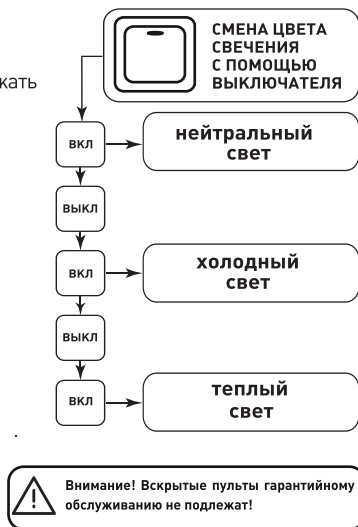 СМЕНА ЦВЕТА
СВЕЧЕНИЯ
С ПОМОЩЬЮ
ВЫКЛЮЧАТЕЛЯ
кать
ВКЛ
нейтральный
свет
ВЫКЛ
ВКЛ
холодный
свет
ВЫКЛ
ВКЛ
теплый
свет
Внимание! Вскрытые пульты гарантийному
обслуживанию не подлежат!